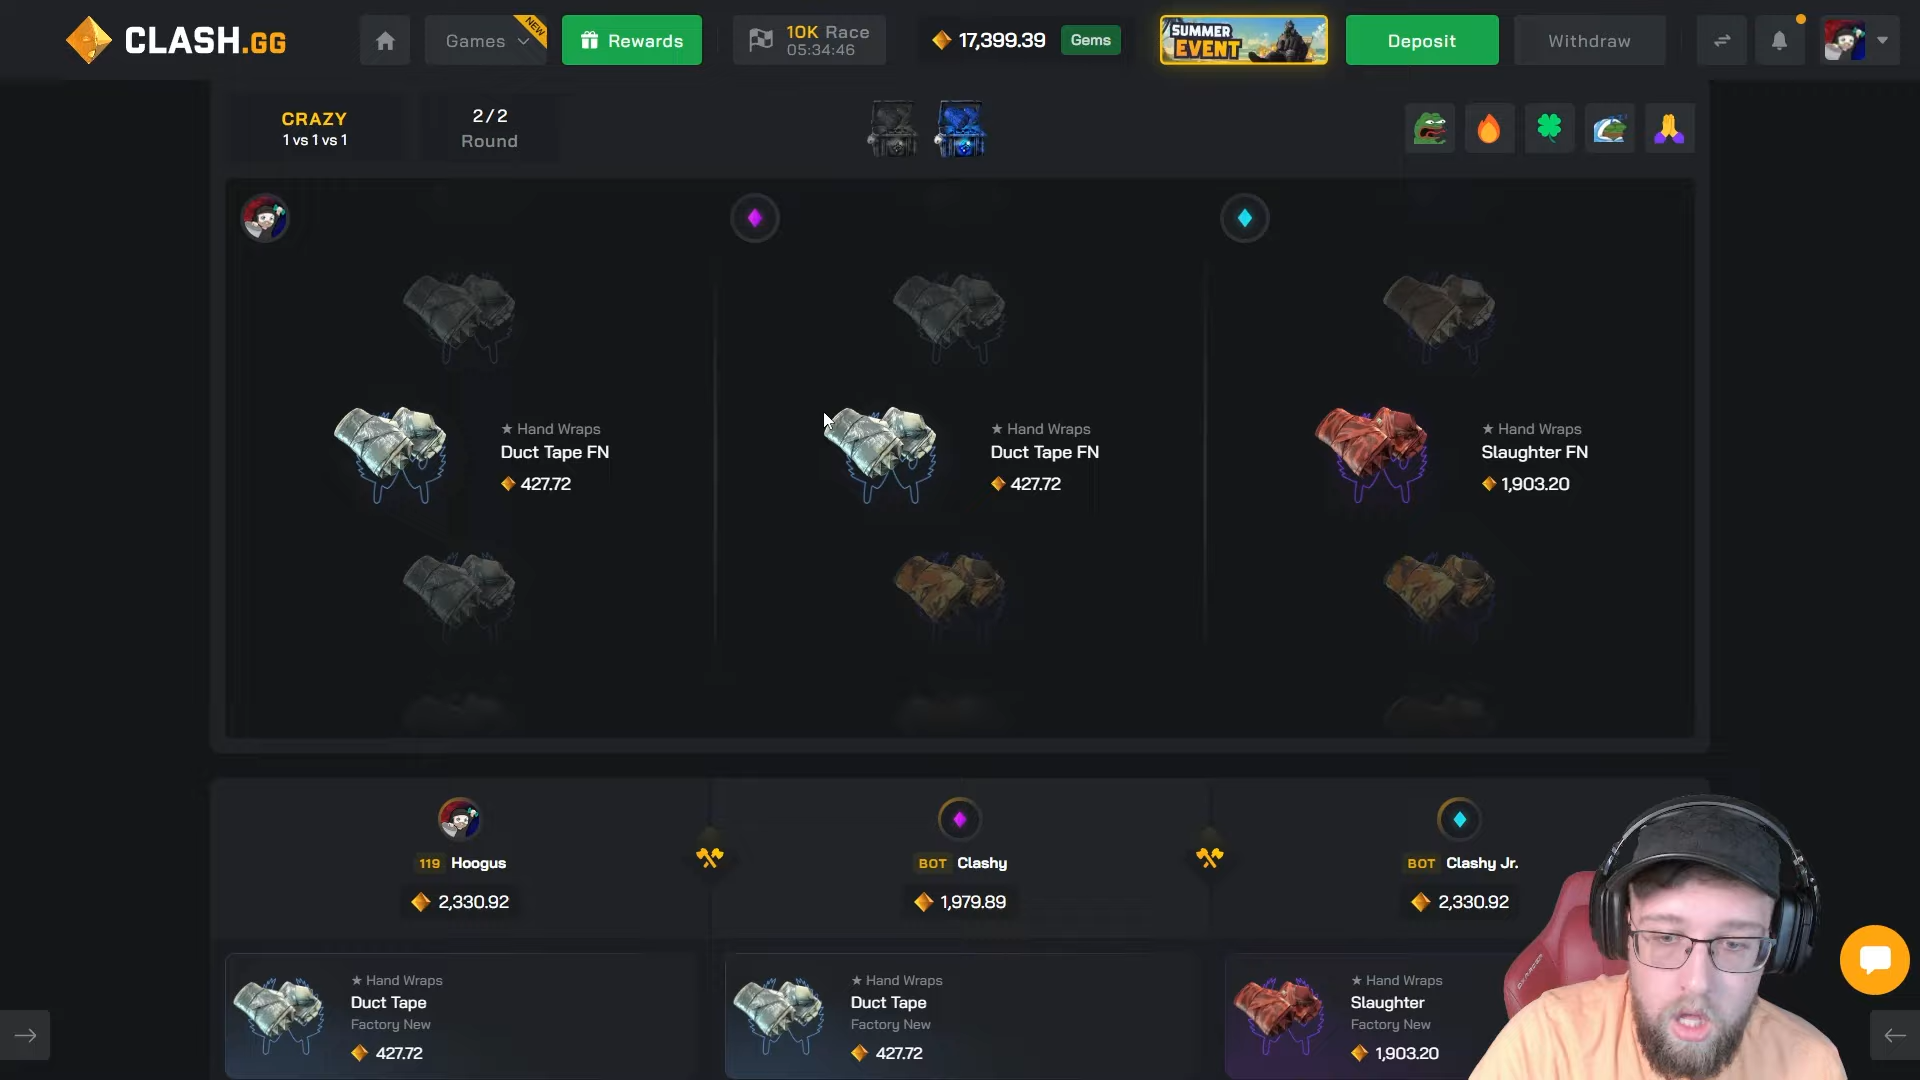 CLASH.GG
Games
NEW
Rewards
10K Race
05:34:46
17,399.39
Gems
SUMMER
EVENT
Deposit
Withdraw
CRAZY
1 vs 1 vs 1
2/2
Round
★ Hand Wraps
Duct Tape FN
427.72
★ Hand Wraps
Duct Tape FN
427.72
★ Hand Wraps
Slaughter FN
1,903.20
119 Hoogus
2,330.92
BOT Clashy
1,979.89
BOT Clashy Jr.
2,330.92
★ Hand Wraps
Duct Tape
Factory New
427.72
★ Hand Wraps
Duct Tape
Factory New
427.72
★ Hand Wraps
Slaughter
Factory New
1,903.20